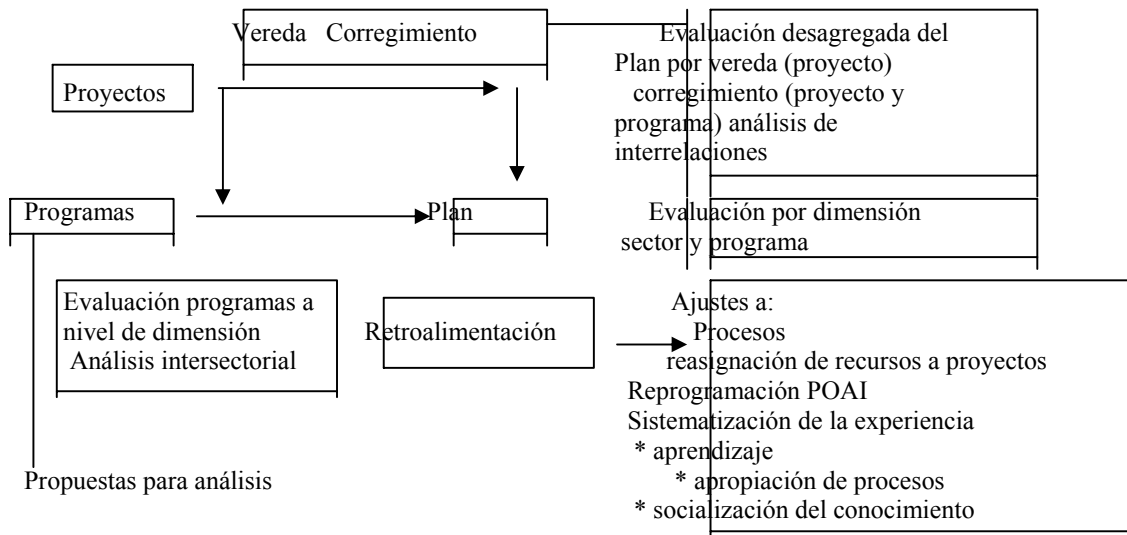 Vereda Corregimiento
Proyectos
Evaluación desagregada del
Plan por vereda (proyecto)
corregimiento (proyecto y
programa) análisis de
interrelaciones
Programas
Plan
Evaluación por dimensión
sector y programa
Evaluación programas a
nivel de dimensión
Análisis intersectorial
Retroalimentación
Ajustes a:
Procesos
reasignación de recursos a proyectos
Reprogramación POAI
Sistematización de la experiencia
* aprendizaje
* apropiación de procesos
* socialización del conocimiento
Propuestas para análisis